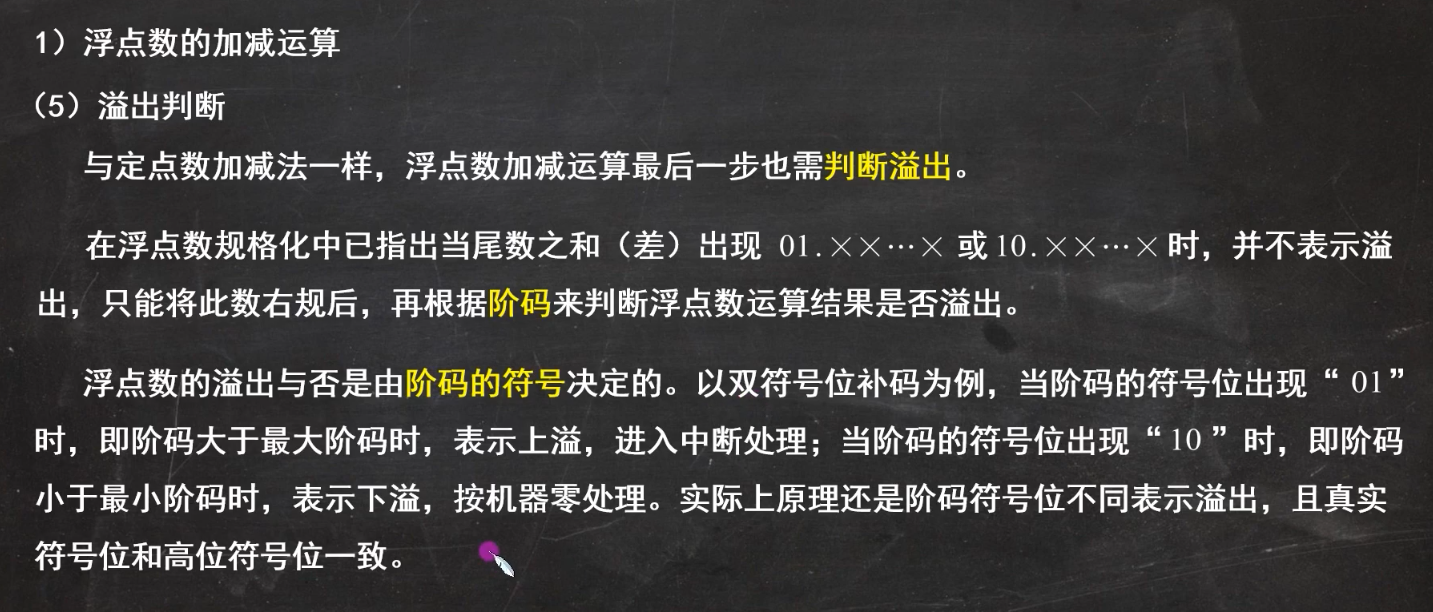 1）浮点数的加减运算
（5）溢出判断
与定点数加减法一样，浮点数加减运算最后一步也需判断溢出。
在浮点数规格化中已指出当尾数之和（差）出现 01.××…× 或 10.××…× 时，并不表示溢
出，只能将此数右规后，再根据阶码来判断浮点数运算结果是否溢出。
浮点数的溢出与否是由阶码的符号决定的。以双符号位补码为例，当阶码的符号位出现“ 01”
时，即阶码大于最大阶码时，表示上溢，进入中断处理；当阶码的符号位出现“ 10 ”时，即阶码
小于最小阶码时，表示下溢，按机器零处理。实际上原理还是阶码符号位不同表示溢出，且真实
符号位和高位符号位一致。